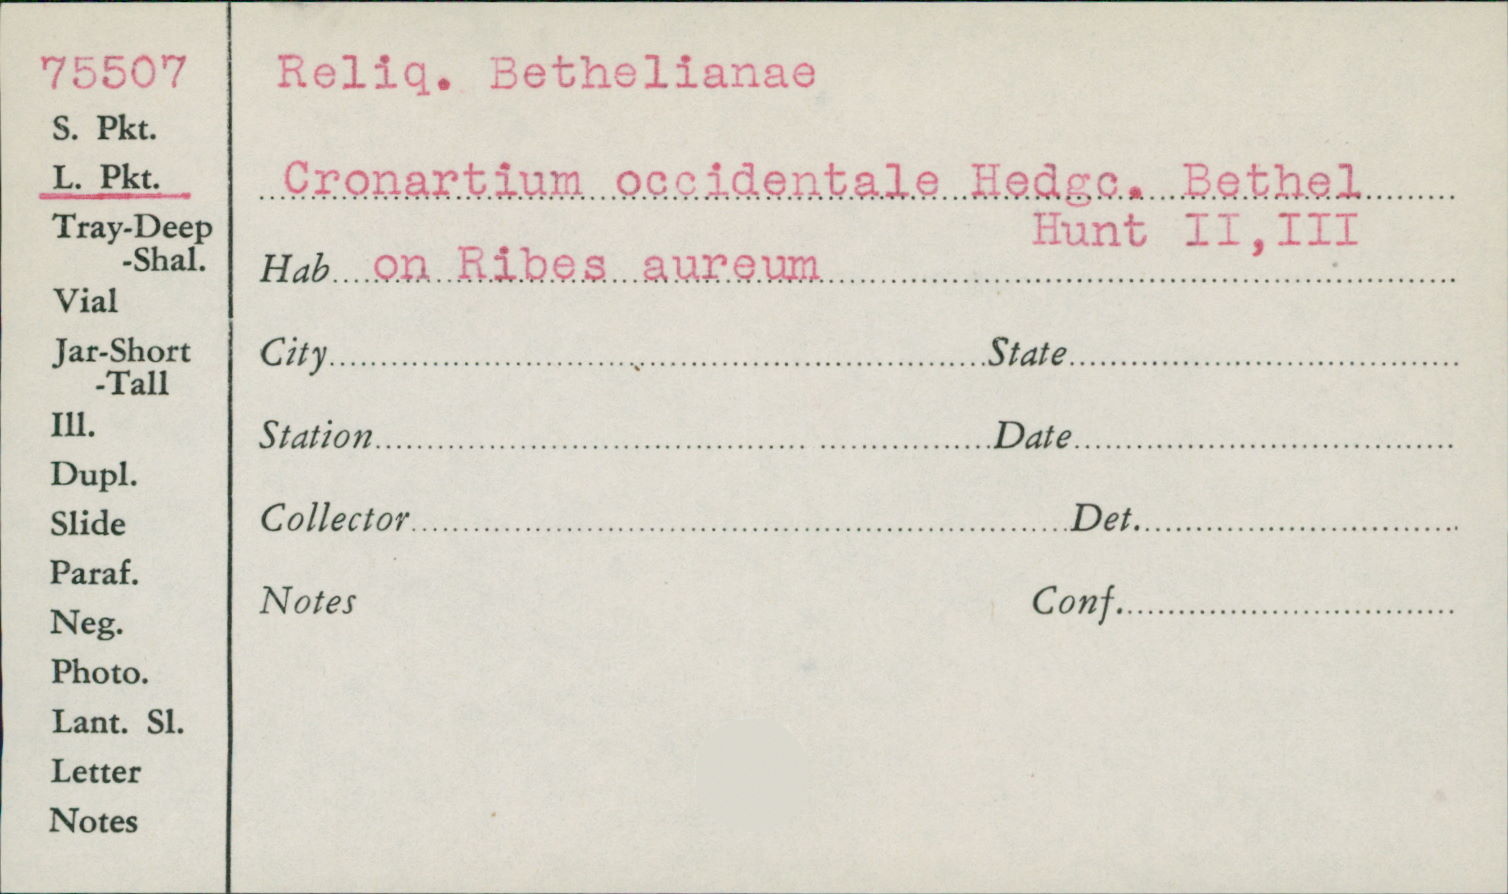 75507
S. Pkt.
L. Pkt.
Tray-Deep
-Shal.
Vial
Jar-Short
-Tall
Ill.
Dupl.
Slide
Paraf.
Neg.
Photo.
Lant. Sl.
Letter
Notes
Reliq. Bethelianae
Cronartium occidentale Hedgc. Bethel
Hunt II,III
Hab on Ribes aureum
City State
Station Date
Collector Det.
Notes Conf.